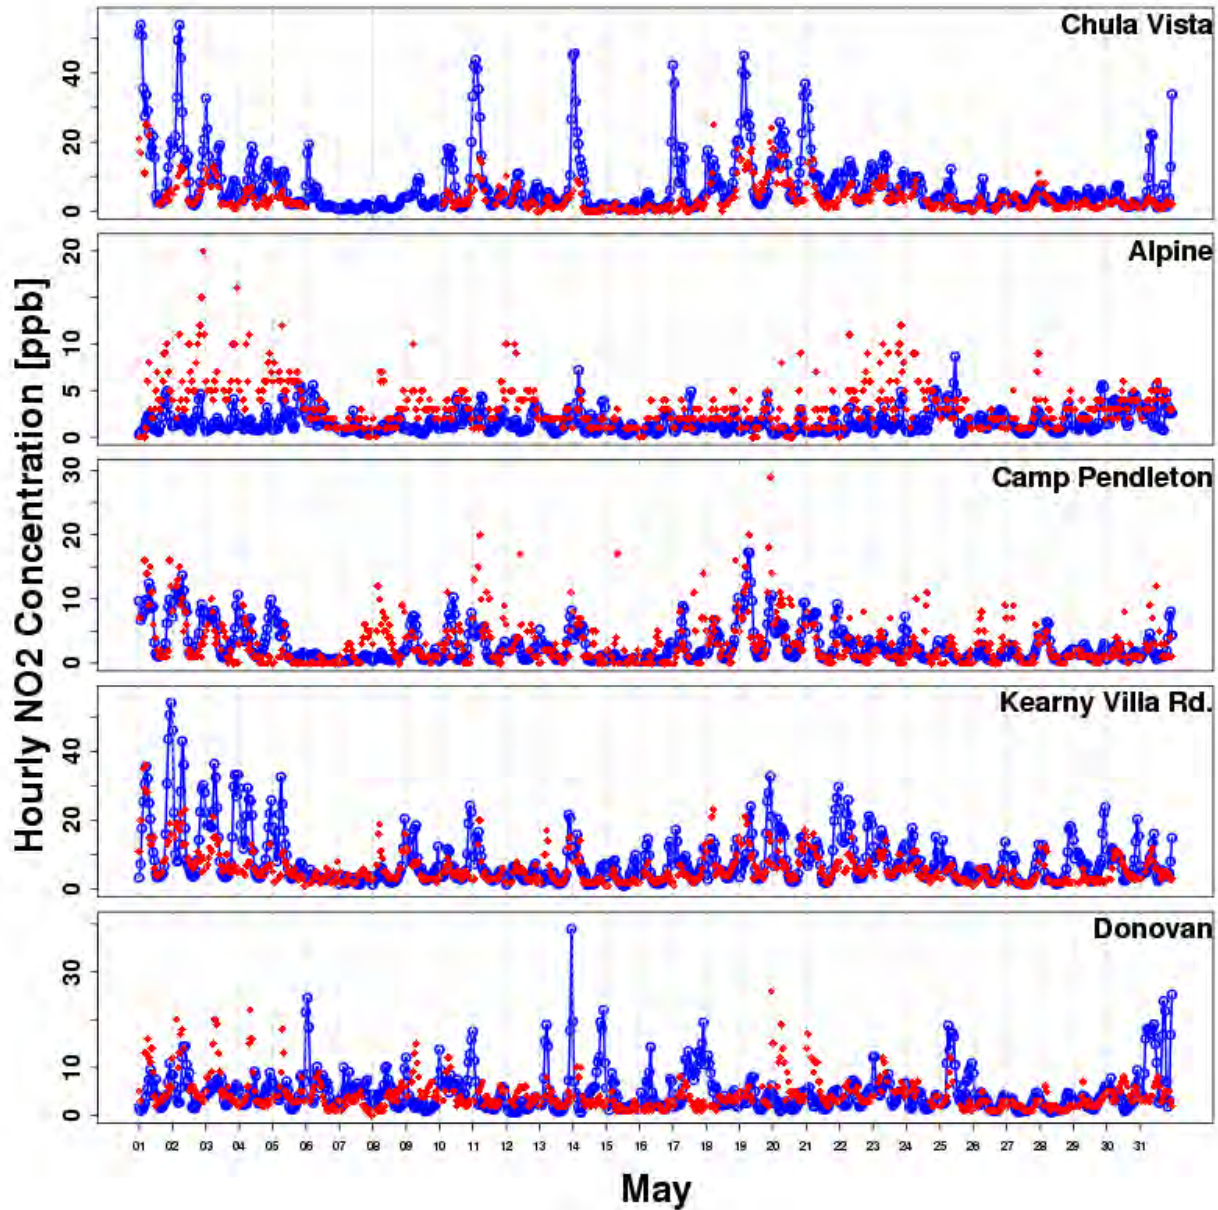 Chula Vista
0 20 40
Alpine
0 5 10 20
Camp Pendleton
0 10 20 30
Kearny Villa Rd.
0 20 40
Donovan
0 10 30
Hourly NO2 Concentration [ppb]
01 02 03 04 05 06 07 08 09 10 11 12 13 14 15 16 17 18 19 20 21 22 23 24 25 26 27 28 29 30 31
May